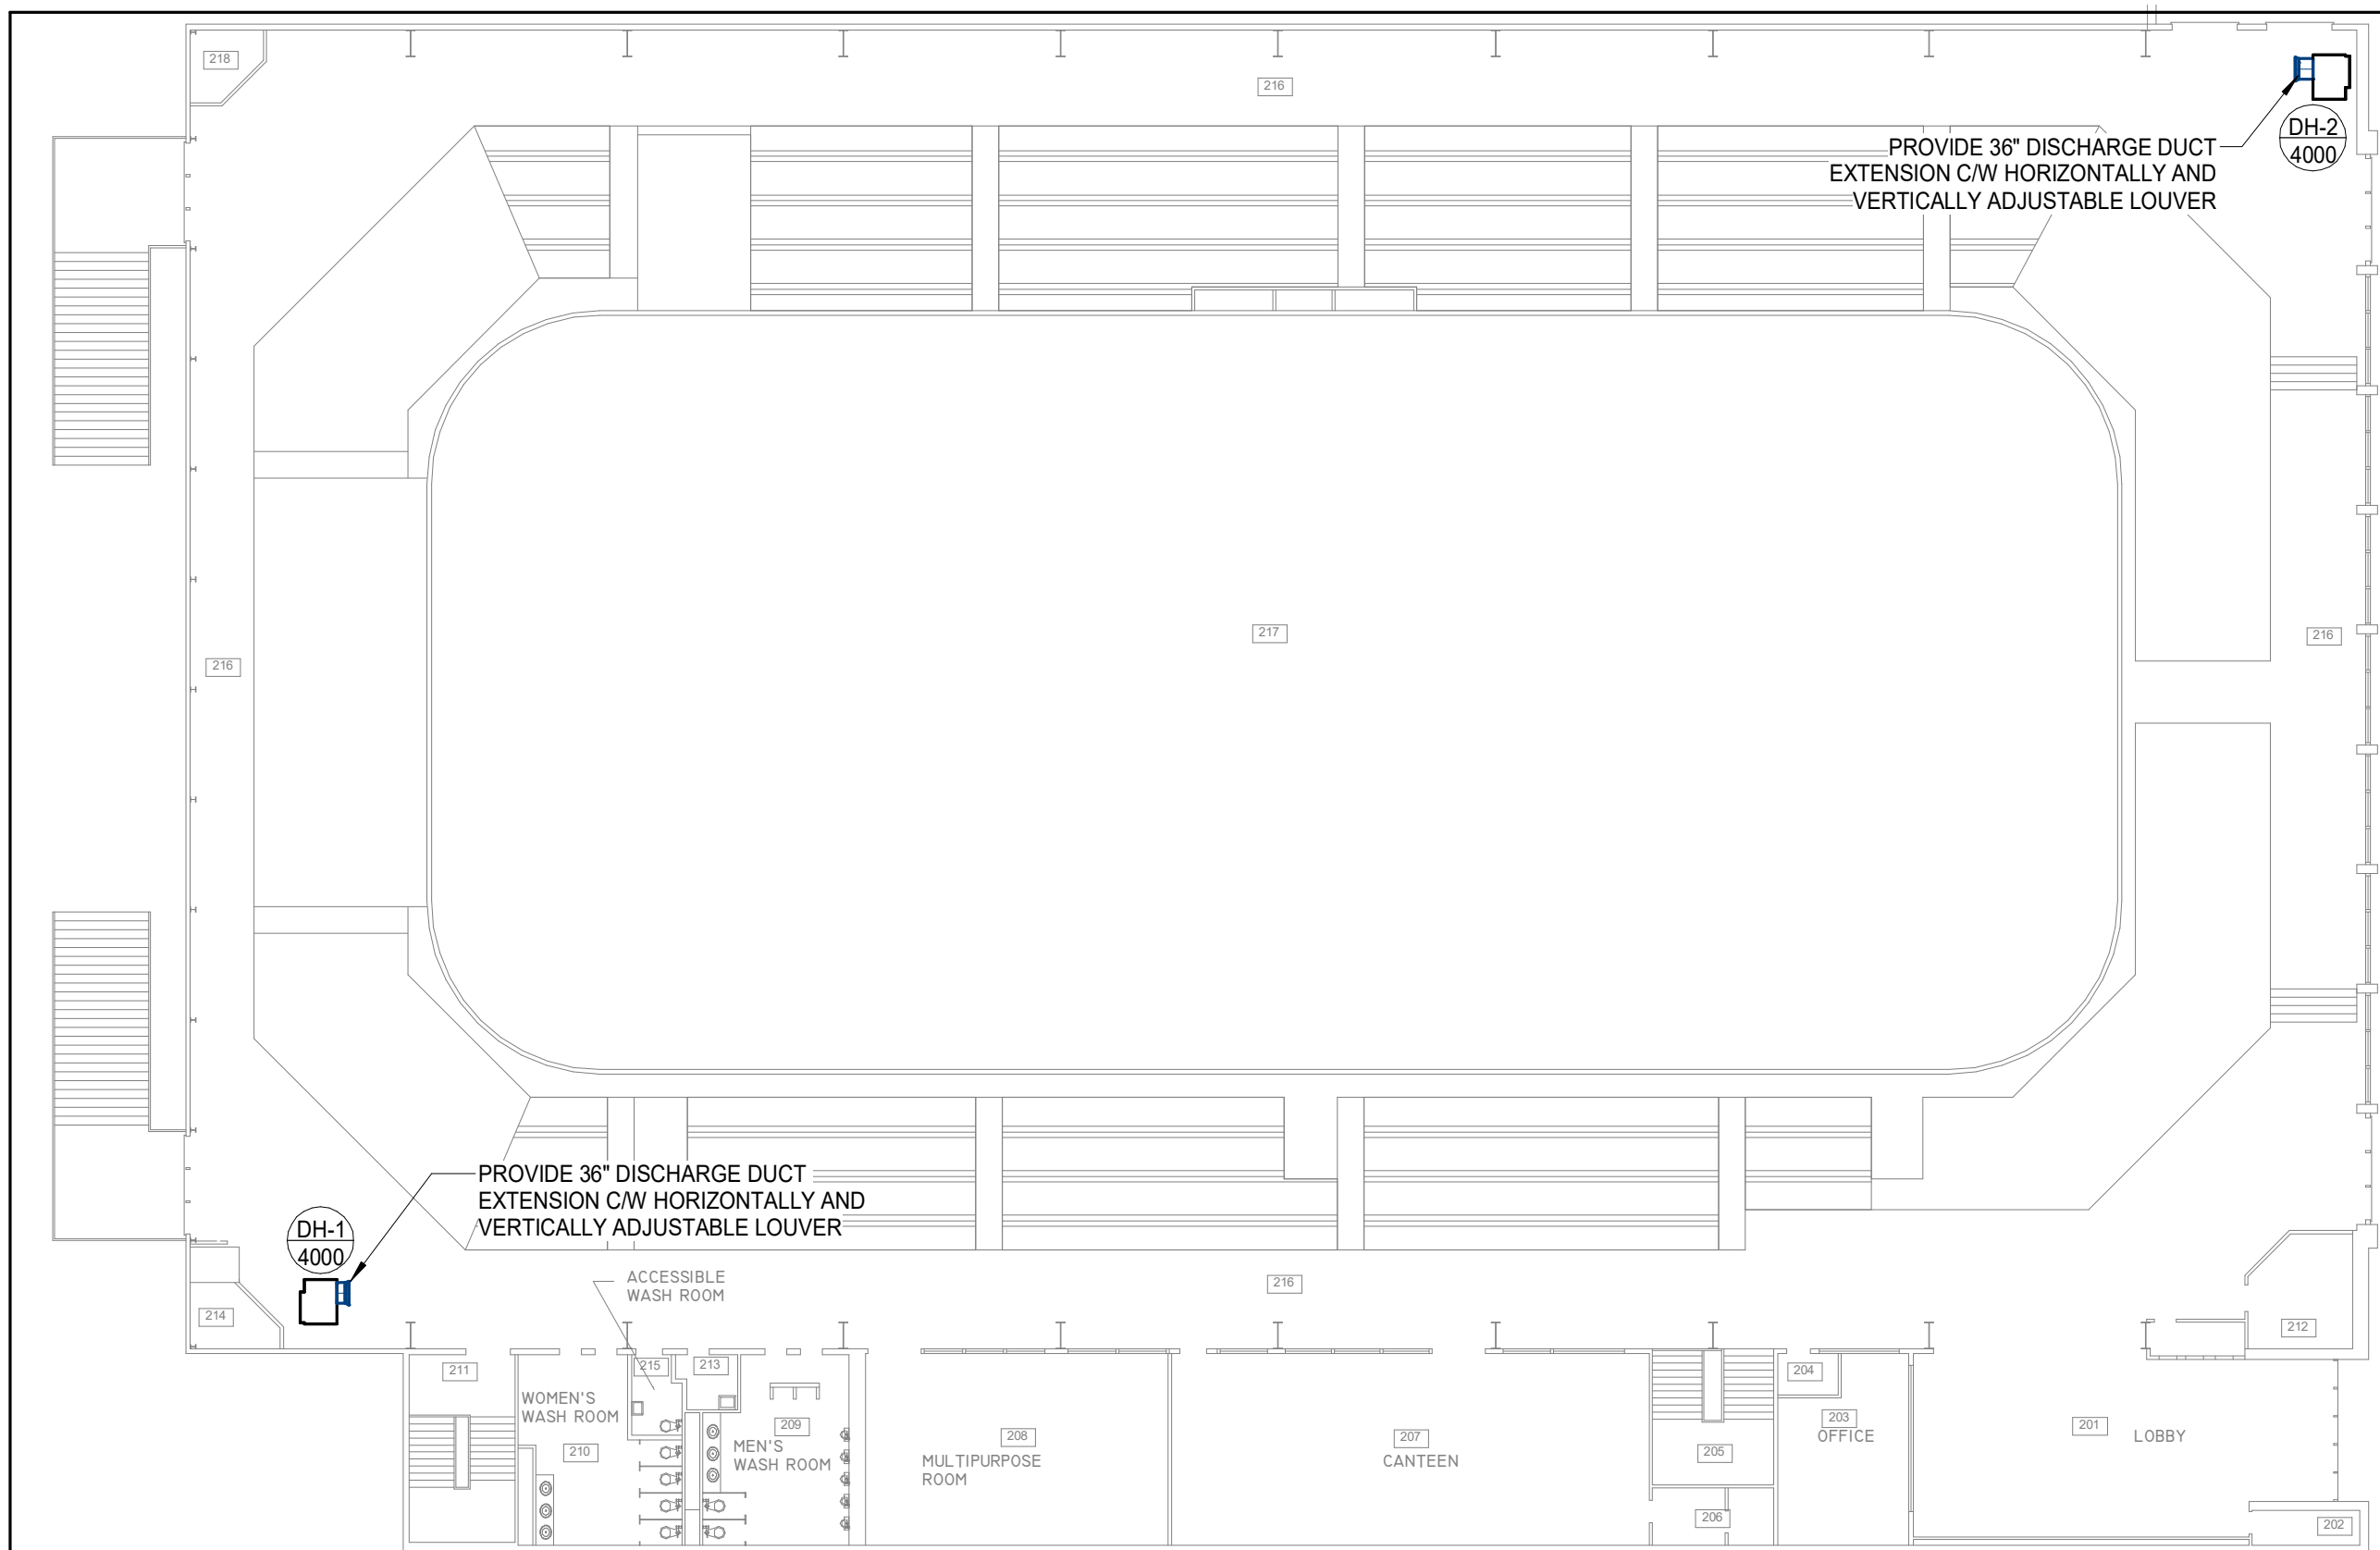 218
216
DH-2
4000
PROVIDE 36" DISCHARGE DUCT
EXTENSION C/W HORIZONTALLY AND
VERTICALLY ADJUSTABLE LOUVER
217
216
216
PROVIDE 36" DISCHARGE DUCT
EXTENSION C/W HORIZONTALLY AND
VERTICALLY ADJUSTABLE LOUVER
DH-1
4000
ACCESSIBLE
WASH ROOM
216
214
212
211
215
213
204
WOMEN'S
WASH ROOM
210
209
MEN'S
WASH ROOM
208
MULTIPURPOSE
ROOM
207
CANTEEN
205
203
OFFICE
201
LOBBY
206
202